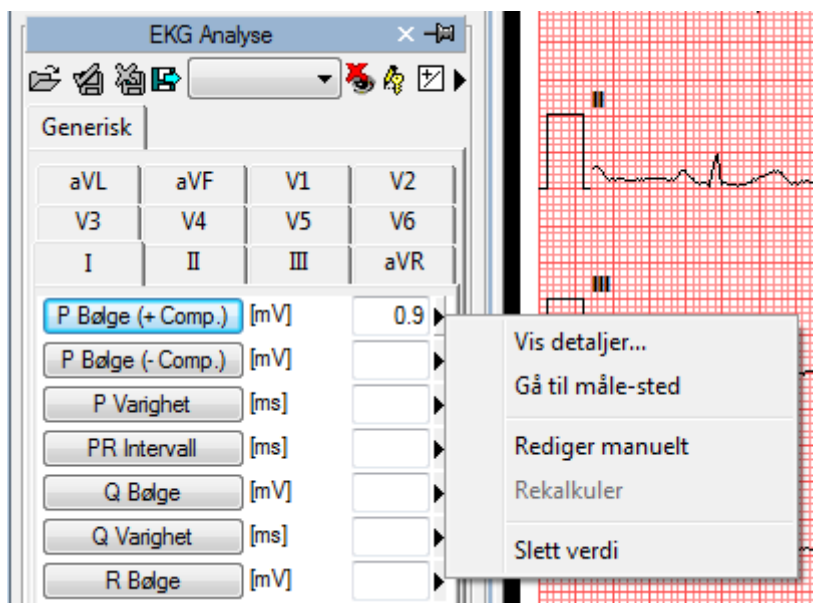 EKG Analyse
Generisk
aVL aVF V1 V2
V3 V4 V5 V6
I II III aVR
P Bølge (+ Comp.) [mV] 0.9
P Bølge (- Comp.) [mV]
P Varighet [ms]
PR Intervall [ms]
Q Bølge [mV]
Q Varighet [ms]
R Bølge [mV]
II
III
Vis detaljer...
Gå til måle-sted
Rediger manuelt
Rekalkuler
Slett verdi